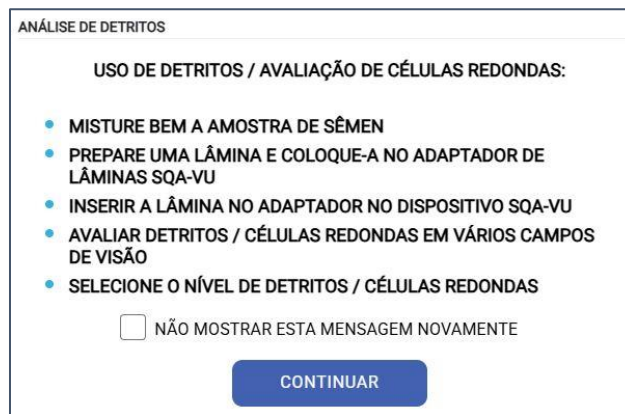 ANÁLISE DE DETRITOS
USO DE DETRITOS / AVALIAÇÃO DE CÉLULAS REDONDAS:
MISTURE BEM A AMOSTRA DE SÊMEN
PREPARE UMA LÂMINA E COLOQUE-A NO ADAPTADOR DE
LÂMINAS SQA-VU
INSERIR A LÂMINA NO ADAPTADOR NO DISPOSITIVO SQA-VU
AVALIAR DETRITOS / CÉLULAS REDONDAS EM VÁRIOS CAMPOS
DE VISÃO
SELECIONE O NÍVEL DE DETRITOS / CÉLULAS REDONDAS
NÃO MOSTRAR ESTA MENSAGEM NOVAMENTE
CONTINUAR